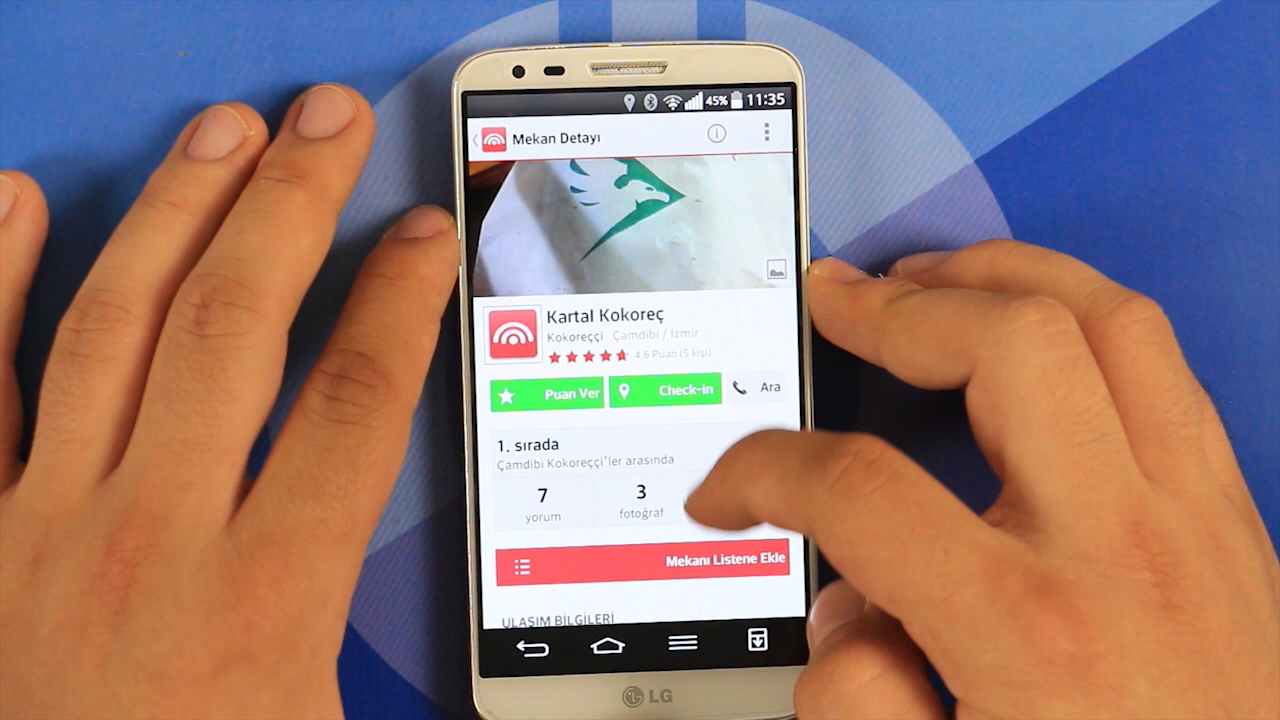 45% 11:35
Mekan Detayı
Kartal Kokoreç
Kokoreççi Çamdibi / İzmir
4,6 Puan (5 kişi)
Puan Ver Check-in Ara
1. sırada
Çamdibi Kokoreççi'ler arasında
7 3
yorum fotoğraf
Mekanı Listene Ekle
ULAŞIM BİLGİLERİ
LG